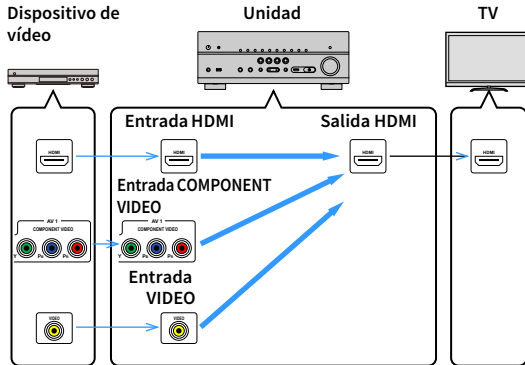 Dispositivo de
vídeo
Unidad
TV
Entrada HDMI
Salida HDMI
HDMI
HDMI
HDMI
HDMI
Entrada COMPONENT
VIDEO
AV 1
COMPONENT VIDEO
Y PB PR
AV 1
COMPONENT VIDEO
Y PB PR
Entrada
VIDEO
VIDEO
VIDEO